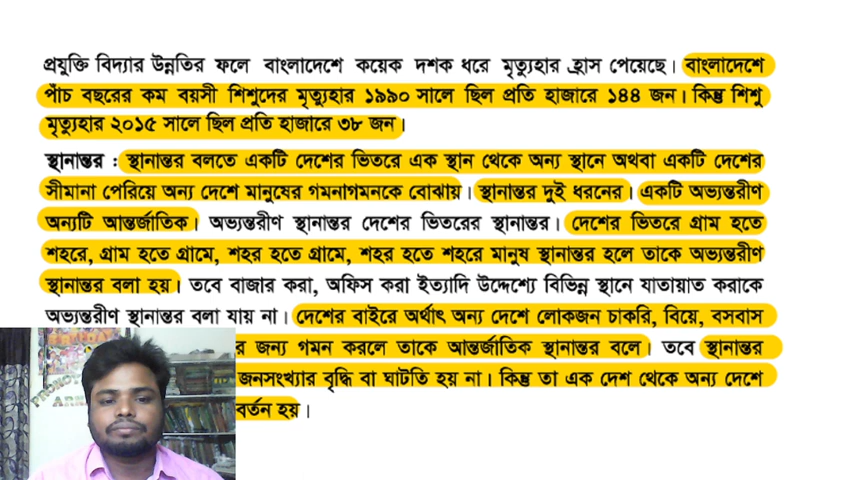 প্রযুক্তি বিদ্যার উন্নতির ফলে বাংলাদেশে কয়েক দশক ধরে মৃত্যুহার হ্রাস পেয়েছে। বাংলাদেশে
পাঁচ বছরের কম বয়সী শিশুদের মৃত্যুহার ১৯৯০ সালে ছিল প্রতি হাজারে ১৪৪ জন। কিন্তু শিশু
মৃত্যুহার ২০১৫ সালে ছিল প্রতি হাজারে ৩৮ জন।
স্থানান্তর : স্থানান্তর বলতে একটি দেশের ভিতরে এক স্থান থেকে অন্য স্থানে অথবা একটি দেশের
সীমানা পেরিয়ে অন্য দেশে মানুষের গমনাগমনকে বোঝায়। স্থানান্তর দুই ধরনের। একটি অভ্যন্তরীণ
অন্যটি আন্তর্জাতিক। অভ্যন্তরীণ স্থানান্তর দেশের ভিতরের স্থানান্তর। দেশের ভিতরে গ্রাম হতে
শহরে, গ্রাম হতে গ্রামে, শহর হতে গ্রামে, শহর হতে শহরে মানুষ স্থানান্তর হলে তাকে অভ্যন্তরীণ
স্থানান্তর বলা হয়। তবে বাজার করা, অফিস করা ইত্যাদি উদ্দেশ্যে বিভিন্ন স্থানে যাতায়াত করাকে
অভ্যন্তরীণ স্থানান্তর বলা যায় না। দেশের বাইরে অর্থাৎ অন্য দেশে লোকজন চাকরি, বিয়ে, বসবাস
র জন্য গমন করলে তাকে আন্তর্জাতিক স্থানান্তর বলে। তবে স্থানান্তর
জনসংখ্যার বৃদ্ধি বা ঘাটতি হয় না। কিন্তু তা এক দেশ থেকে অন্য দেশে
বর্তন হয়।